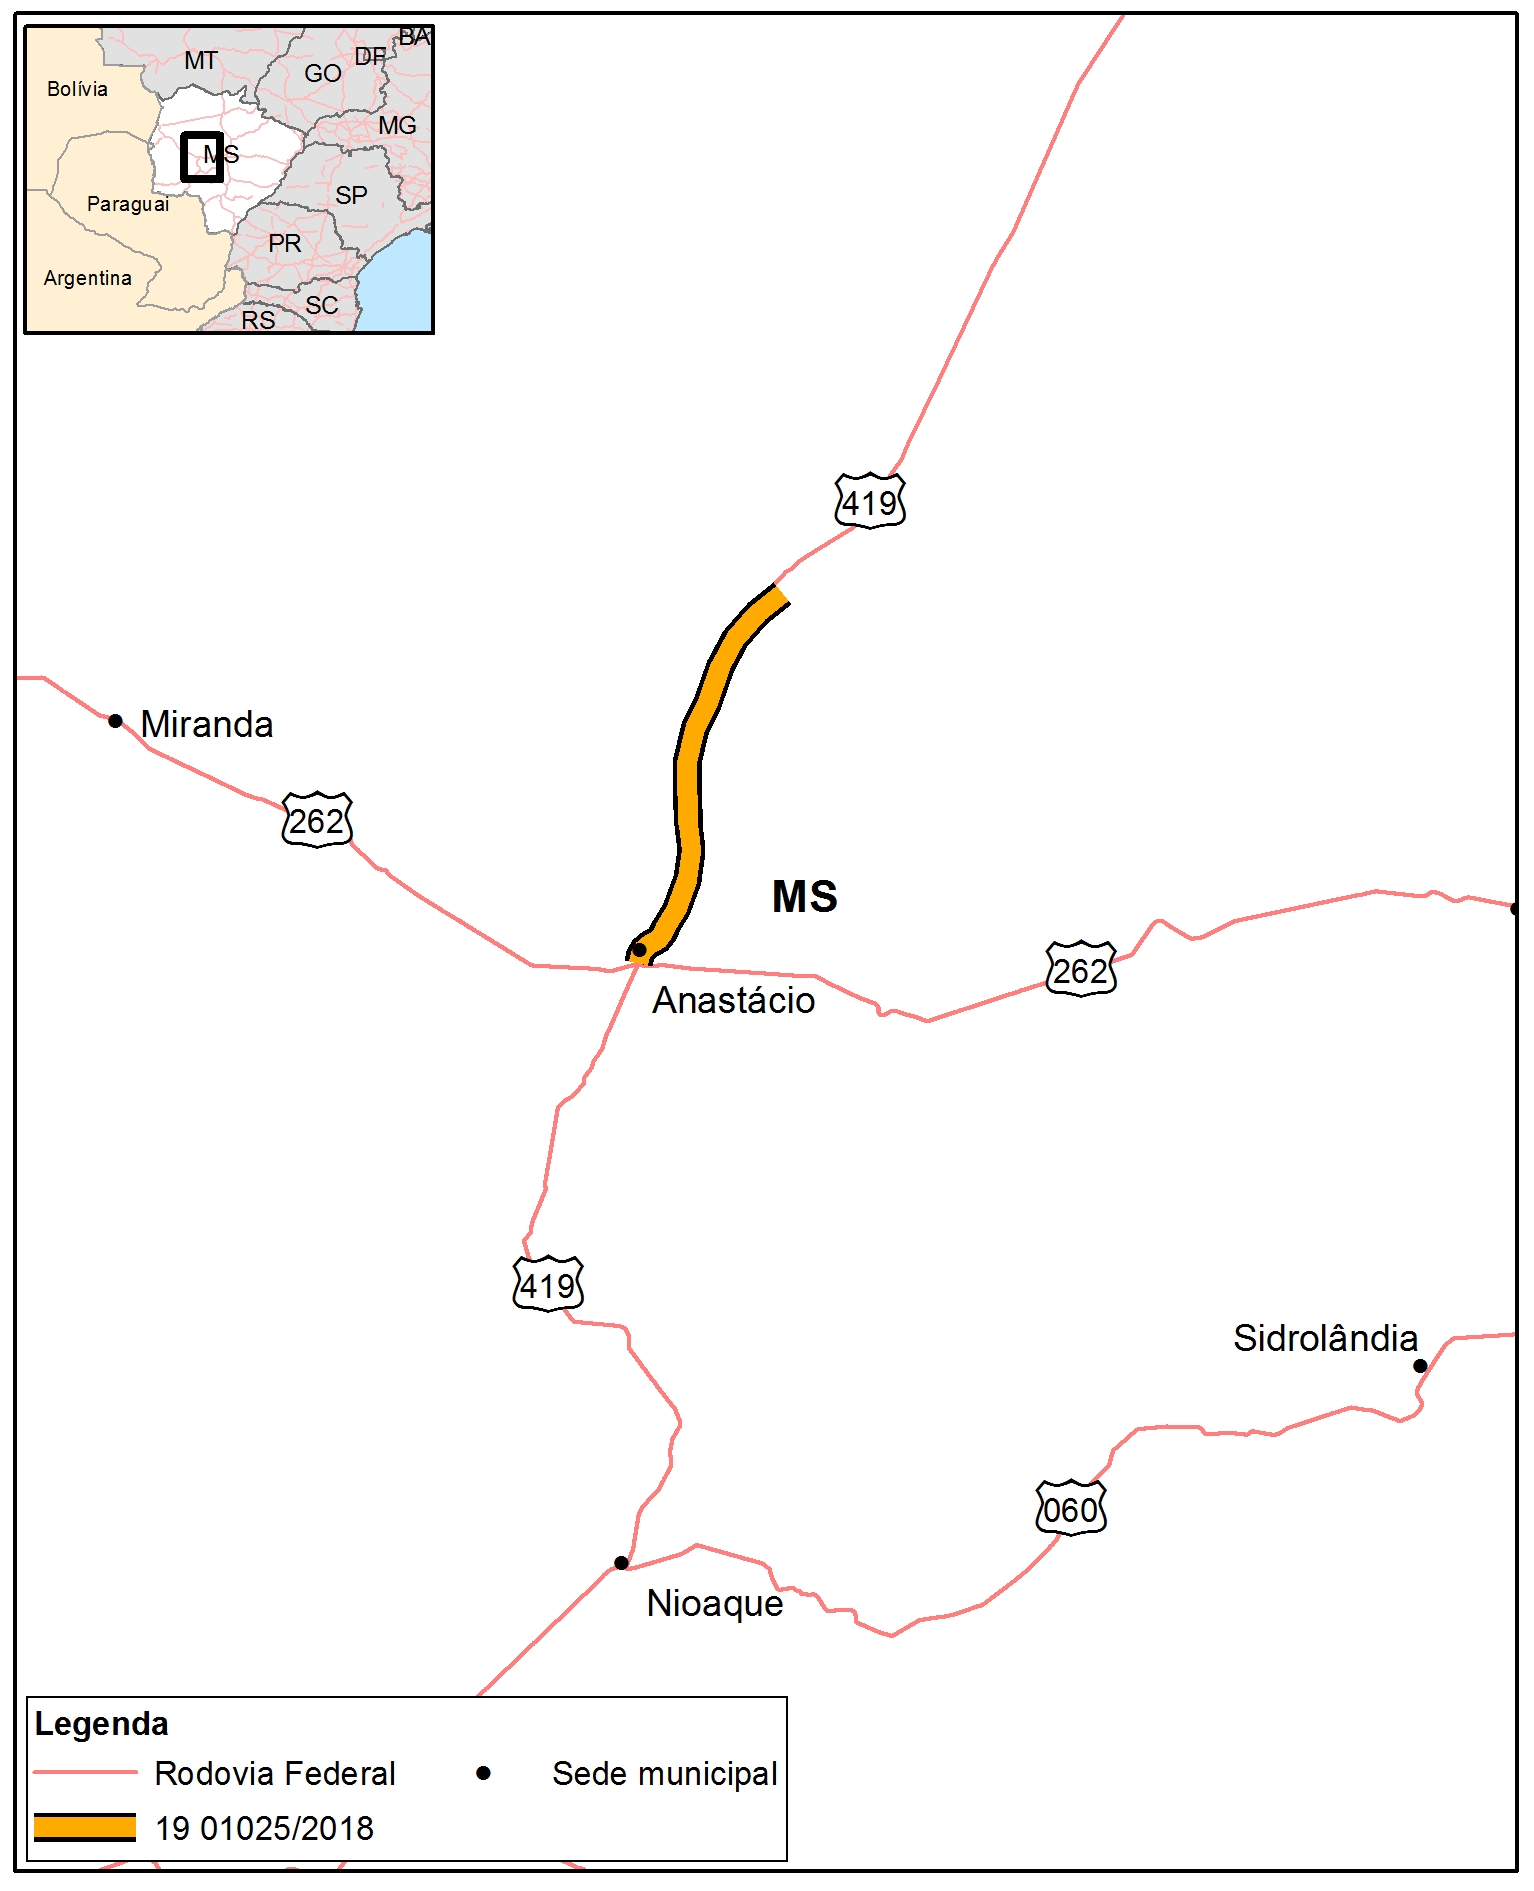 BA
MT
DF
GO
Bolívia
MG
MS
SP
Paraguai
PR
Argentina
SC
RS
419
Miranda
262
MS
262
Anastácio
419
Sidrolândia
060
Nioaque
Legenda
Rodovia Federal
Sede municipal
19 01025/2018